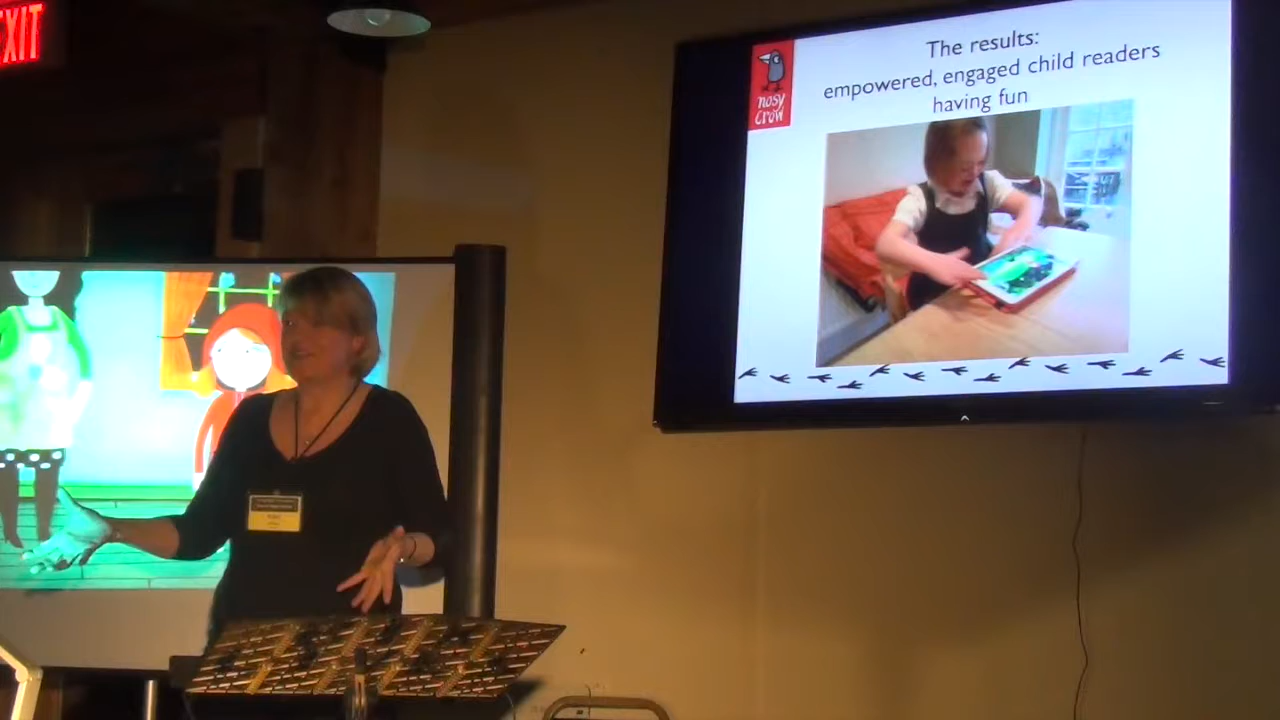 EXIT
nosy
crow
The results:
empowered, engaged child readers
having fun